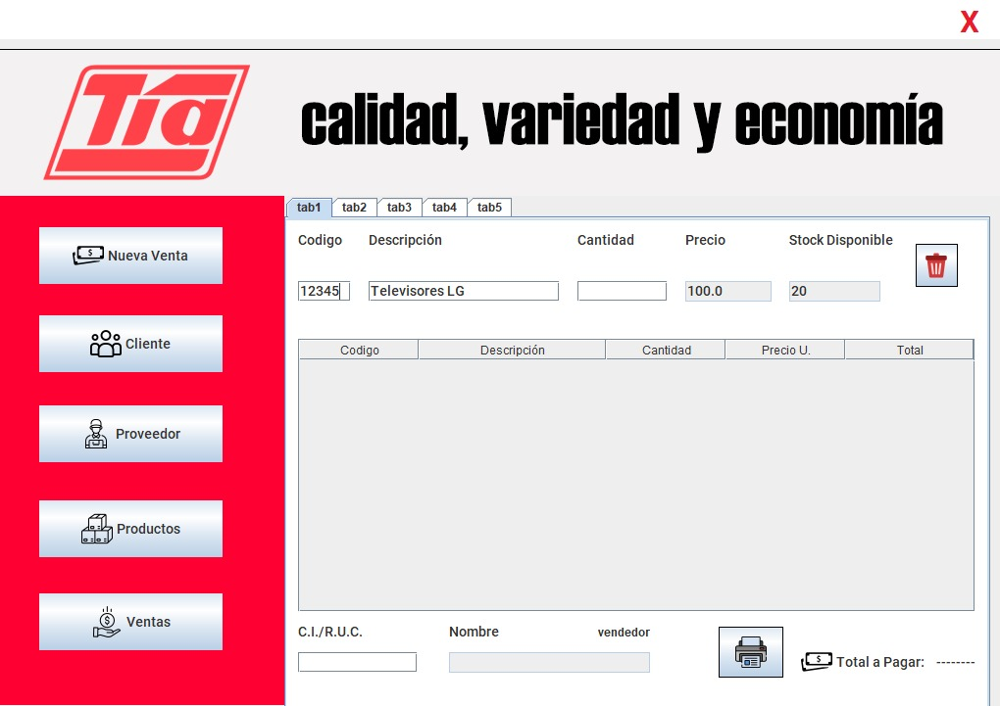 X
Tía
calidad, variedad y economía
tab1 tab2 tab3 tab4 tab5
Codigo Descripción Cantidad Precio Stock Disponible
12345 Televisores LG 100.0 20
Nueva Venta
Cliente
Proveedor
Productos
Ventas
Codigo Descripción Cantidad Precio U. Total
C.I./R.U.C. Nombre vendedor
Total a Pagar: --------